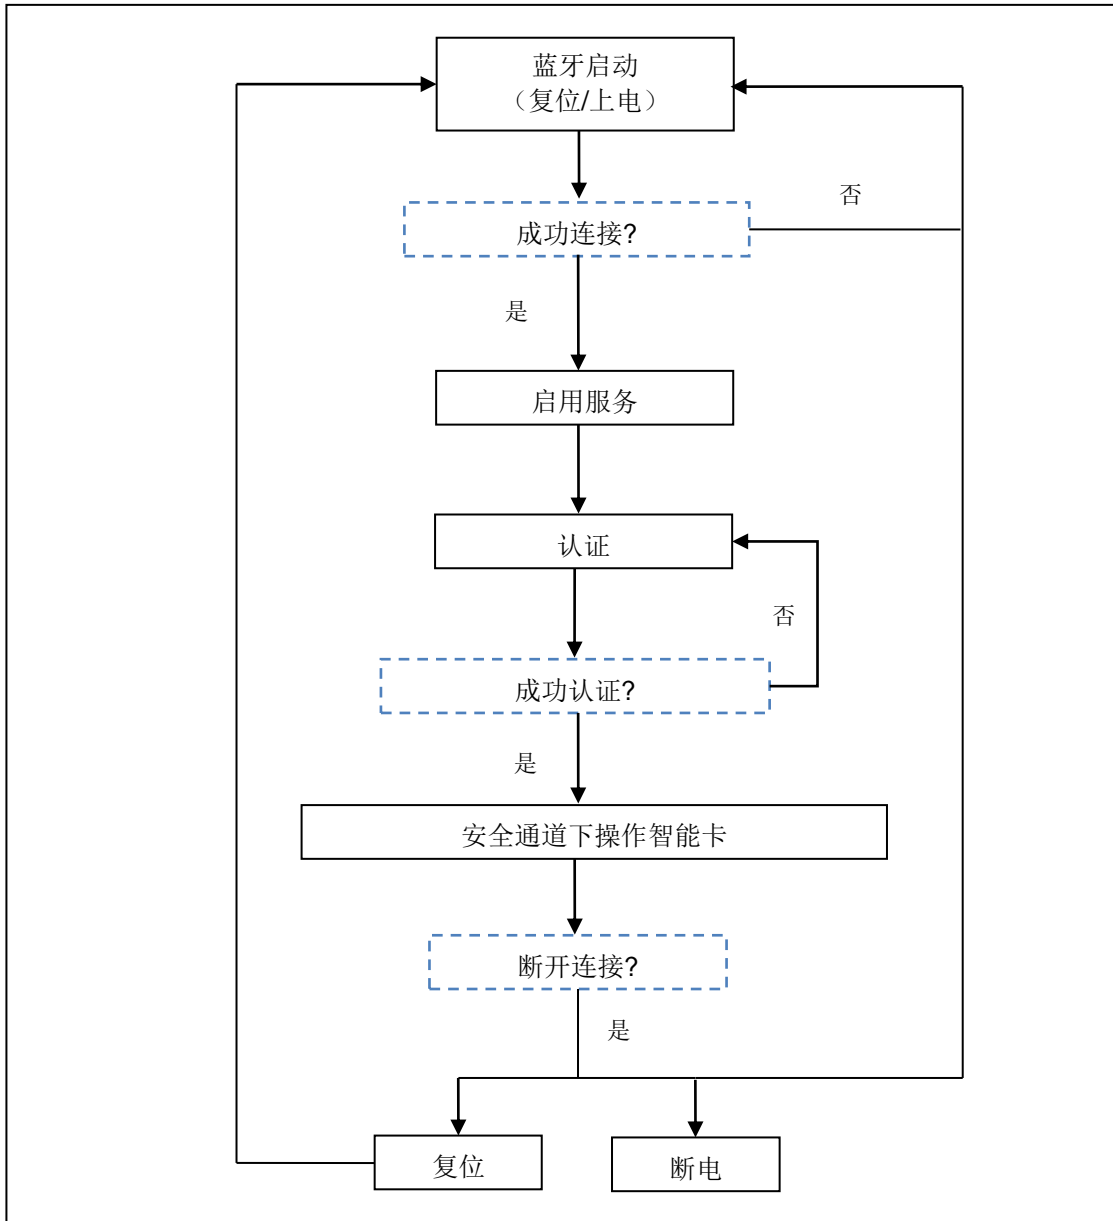 蓝牙启动
（复位/上电）
否
成功连接?
是
启用服务
认证
否
成功认证?
是
安全通道下操作智能卡
断开连接?
是
复位
断电